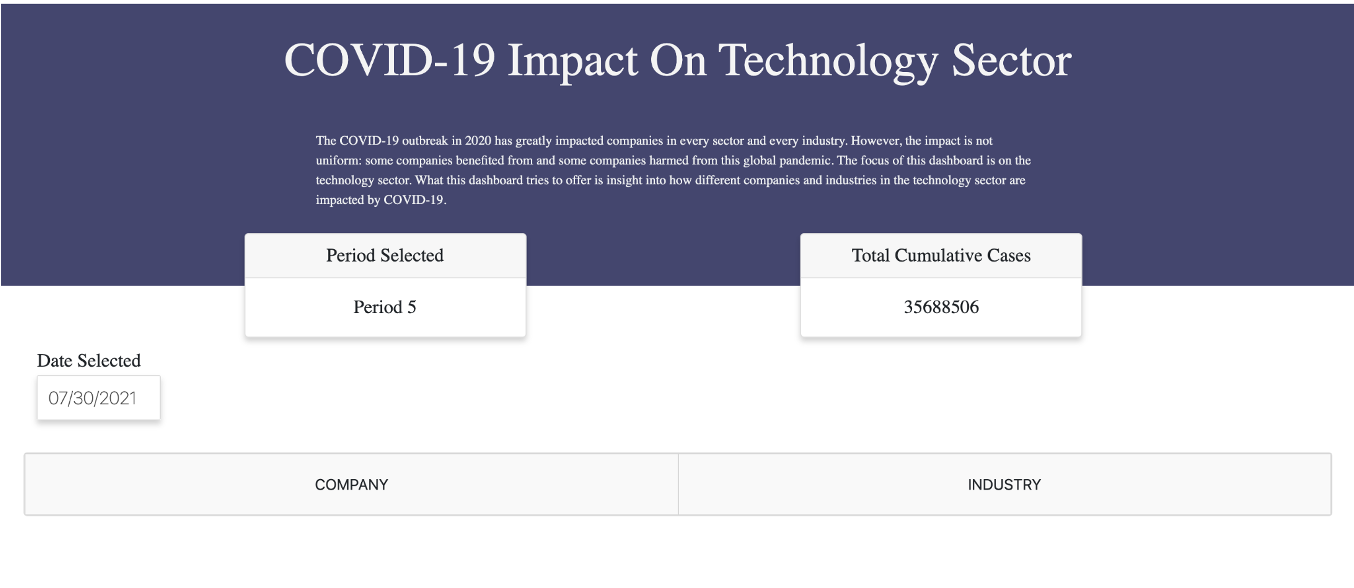 COVID-19 Impact On Technology Sector
The COVID-19 outbreak in 2020 has greatly impacted companies in every sector and every industry. However, the impact is not
uniform: some companies benefited from and some companies harmed from this global pandemic. The focus of this dashboard is on the
technology sector. What this dashboard tries to offer is insight into how different companies and industries in the technology sector are
impacted by COVID-19.
Period Selected
Period 5
Total Cumulative Cases
35688506
Date Selected
07/30/2021
COMPANY
INDUSTRY